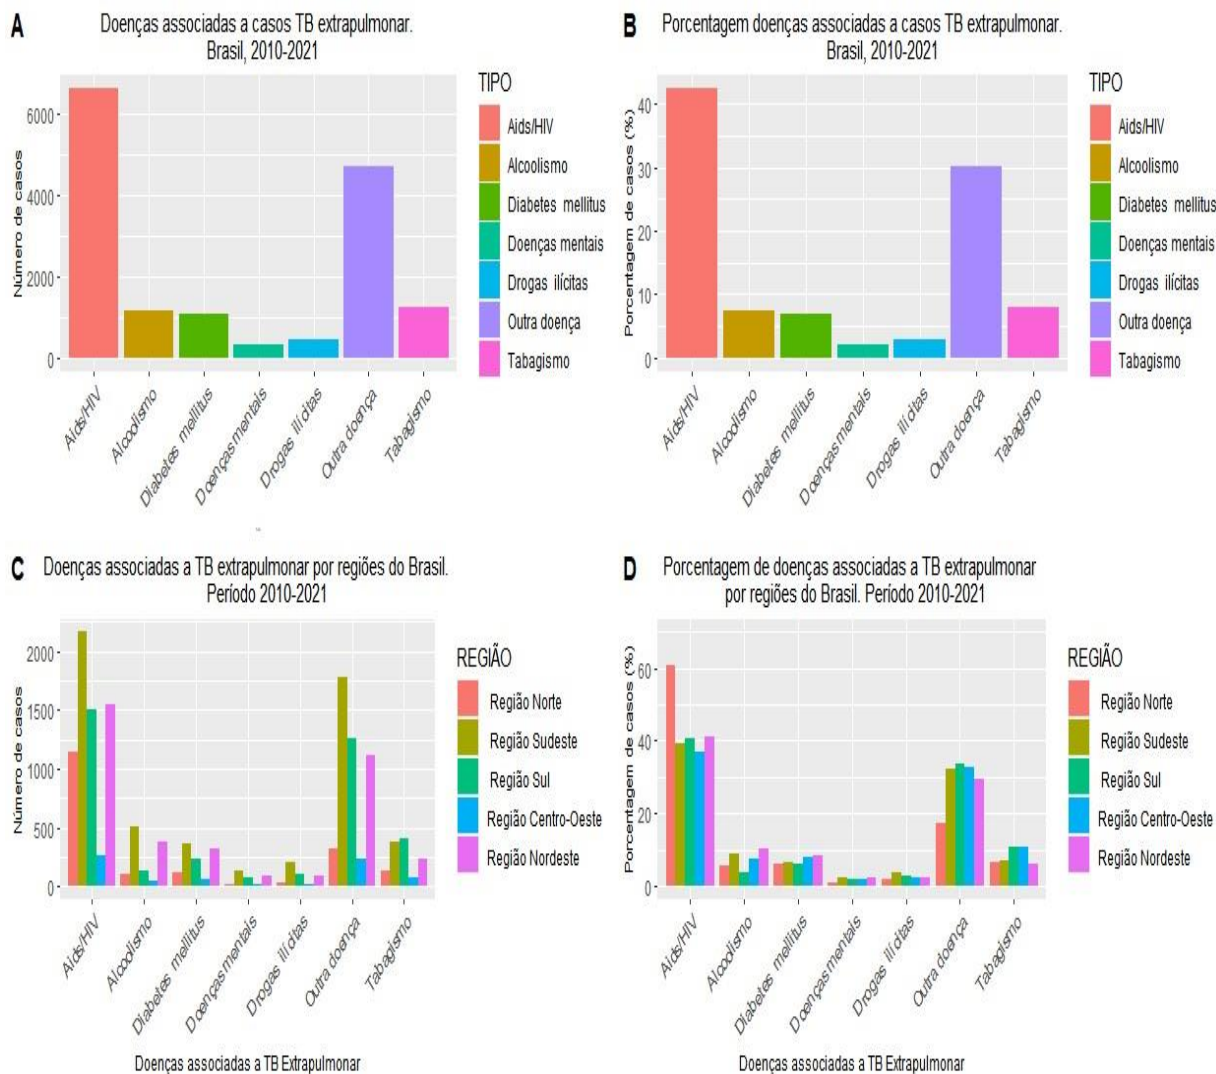 A
Doenças associadas a casos TB extrapulmonar.
Brasil, 2010-2021
Número de casos
6000
4000
2000
0
Aids/HIV
Alcoolismo
Diabetes mellitus
Doenças mentais
Drogas ilícitas
Outra doença
Tabagismo
TIPO
Aids/HIV
Alcoolismo
Diabetes mellitus
Doenças mentais
Drogas ilícitas
Outra doença
Tabagismo
B
Porcentagem doenças associadas a casos TB extrapulmonar.
Brasil, 2010-2021
Porcentagem de casos (%)
40
30
20
10
0
Aids/HIV
Alcoolismo
Diabetes mellitus
Doenças mentais
Drogas ilícitas
Outra doença
Tabagismo
TIPO
Aids/HIV
Alcoolismo
Diabetes mellitus
Doenças mentais
Drogas ilícitas
Outra doença
Tabagismo
C
Doenças associadas a TB extrapulmonar por regiões do Brasil.
Período 2010-2021
Número de casos
2000
1500
1000
500
0
Aids/HIV
Alcoolismo
Diabetes mellitus
Doenças mentais
Drogas ilícitas
Outra doença
Tabagismo
Doenças associadas a TB Extrapulmonar
REGIÃO
Região Norte
Região Sudeste
Região Sul
Região Centro-Oeste
Região Nordeste
D
Porcentagem de doenças associadas a TB extrapulmonar
por regiões do Brasil. Período 2010-2021
Porcentagem de casos (%)
60
40
20
0
Aids/HIV
Alcoolismo
Diabetes mellitus
Doenças mentais
Drogas ilícitas
Outra doença
Tabagismo
Doenças associadas a TB Extrapulmonar
REGIÃO
Região Norte
Região Sudeste
Região Sul
Região Centro-Oeste
Região Nordeste